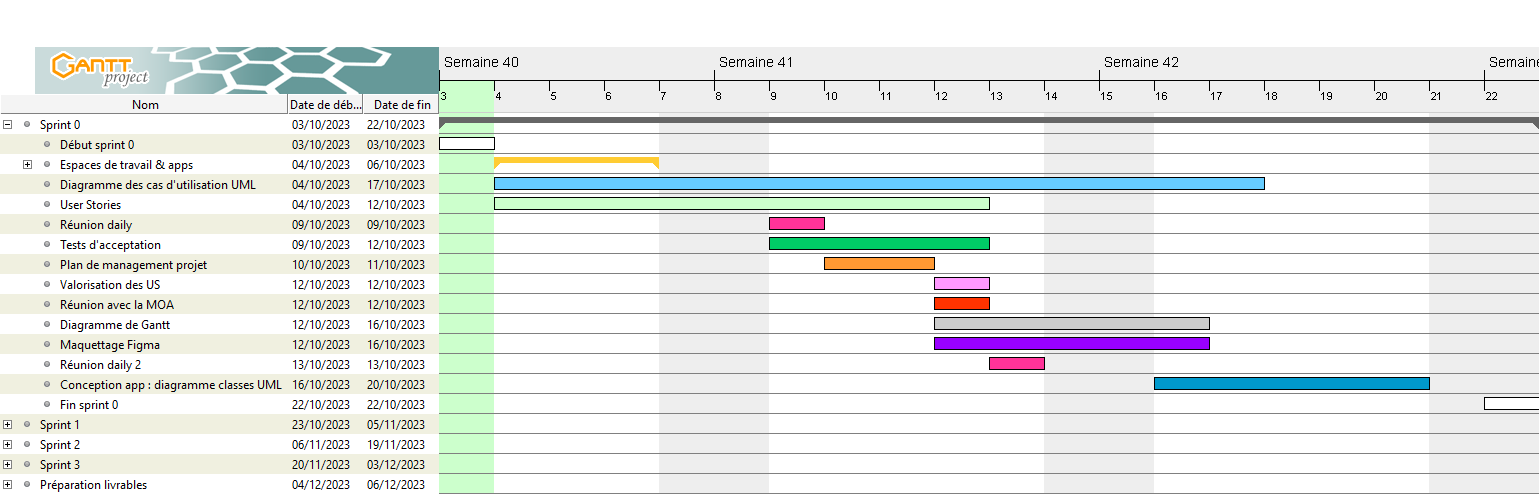 GANTT
project
Semaine 40 Semaine 41 Semaine 42 Semaine
Nom Date de déb... Date de fin
3 4 5 6 7 8 9 10 11 12 13 14 15 16 17 18 19 20 21 22
Sprint 0 03/10/2023 22/10/2023
Début sprint 0 03/10/2023 03/10/2023
Espaces de travail & apps 04/10/2023 06/10/2023
Diagramme des cas d'utilisation UML 04/10/2023 17/10/2023
User Stories 04/10/2023 12/10/2023
Réunion daily 09/10/2023 09/10/2023
Tests d'acceptation 09/10/2023 12/10/2023
Plan de management projet 10/10/2023 11/10/2023
Valorisation des US 12/10/2023 12/10/2023
Réunion avec la MOA 12/10/2023 12/10/2023
Diagramme de Gantt 12/10/2023 16/10/2023
Maquettage Figma 12/10/2023 16/10/2023
Réunion daily 2 13/10/2023 13/10/2023
Conception app : diagramme classes UML 16/10/2023 20/10/2023
Fin sprint 0 22/10/2023 22/10/2023
Sprint 1 23/10/2023 05/11/2023
Sprint 2 06/11/2023 19/11/2023
Sprint 3 20/11/2023 03/12/2023
Préparation livrables 04/12/2023 06/12/2023